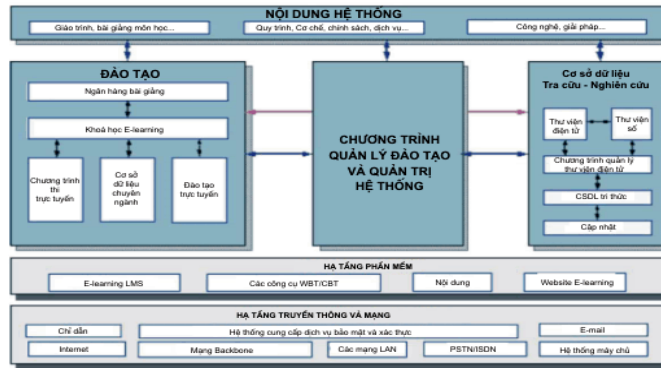 NỘI DUNG HỆ THỐNG
Giáo trình, bài giảng môn học...
Quy trình, Cơ chế, chính sách, dịch vụ...
Công nghệ, giải pháp...
ĐÀO TẠO
Ngân hàng bài giảng
Khoá học E-learning
Chương trình
thi
trực tuyến
Cơ sở
dữ liệu
chuyên
ngành
Đào tạo
trực tuyến
CHƯƠNG TRÌNH
QUẢN LÝ ĐÀO TẠO
VÀ QUẢN TRỊ
HỆ THỐNG
Cơ sở dữ liệu
Tra cứu - Nghiên cứu
Thư viện
điện tử
Thư viện
số
Chương trình quản lý
thư viện điện tử
CSDL tri thức
Cập nhật
HẠ TẦNG PHẦN MỀM
E-learning LMS
Các công cụ WBT/CBT
Nội dung
Website E-learning
HẠ TẦNG TRUYỀN THÔNG VÀ MẠNG
Chỉ dẫn
Hệ thống cung cấp dịch vụ bảo mật và xác thực
E-mail
Internet
Mạng Backbone
Các mạng LAN
PSTN/ISDN
Hệ thống máy chủ